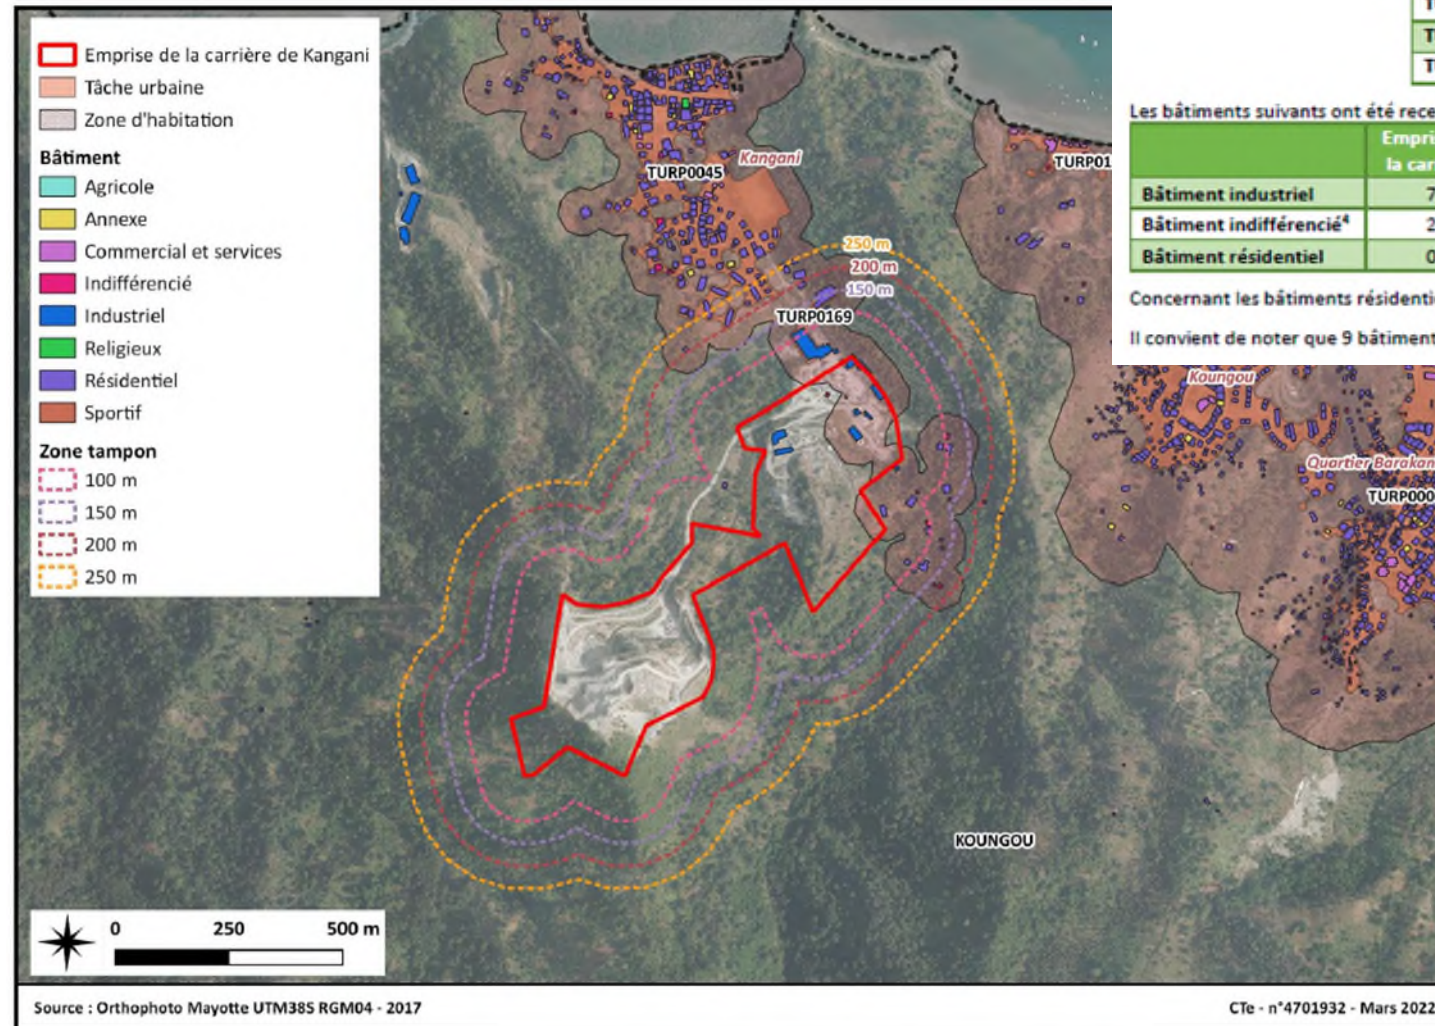 Emprise de la carrière de Kangani
Tâche urbaine
Zone d'habitation
Bâtiment
Agricole
Annexe
Commercial et services
Indifférencié
Industriel
Religieux
Résidentiel
Sportif
Zone tampon
100 m
150 m
200 m
250 m
Kangani
TURP0045
TURP01
250 m
200 m
150 m
TURP0169
Les bâtiments suivants ont été rece
Empri
la car
Bâtiment industriel 7
Bâtiment indifférencié⁴ 2
Bâtiment résidentiel 0
Concernant les bâtiments résidenti
Il convient de noter que 9 bâtiment
Koungou
Quartier Barakan
TURP000
KOUNGOU
0 250 500 m
Source : Orthophoto Mayotte UTM38S RGM04 - 2017
CTe - n°4701932 - Mars 2022